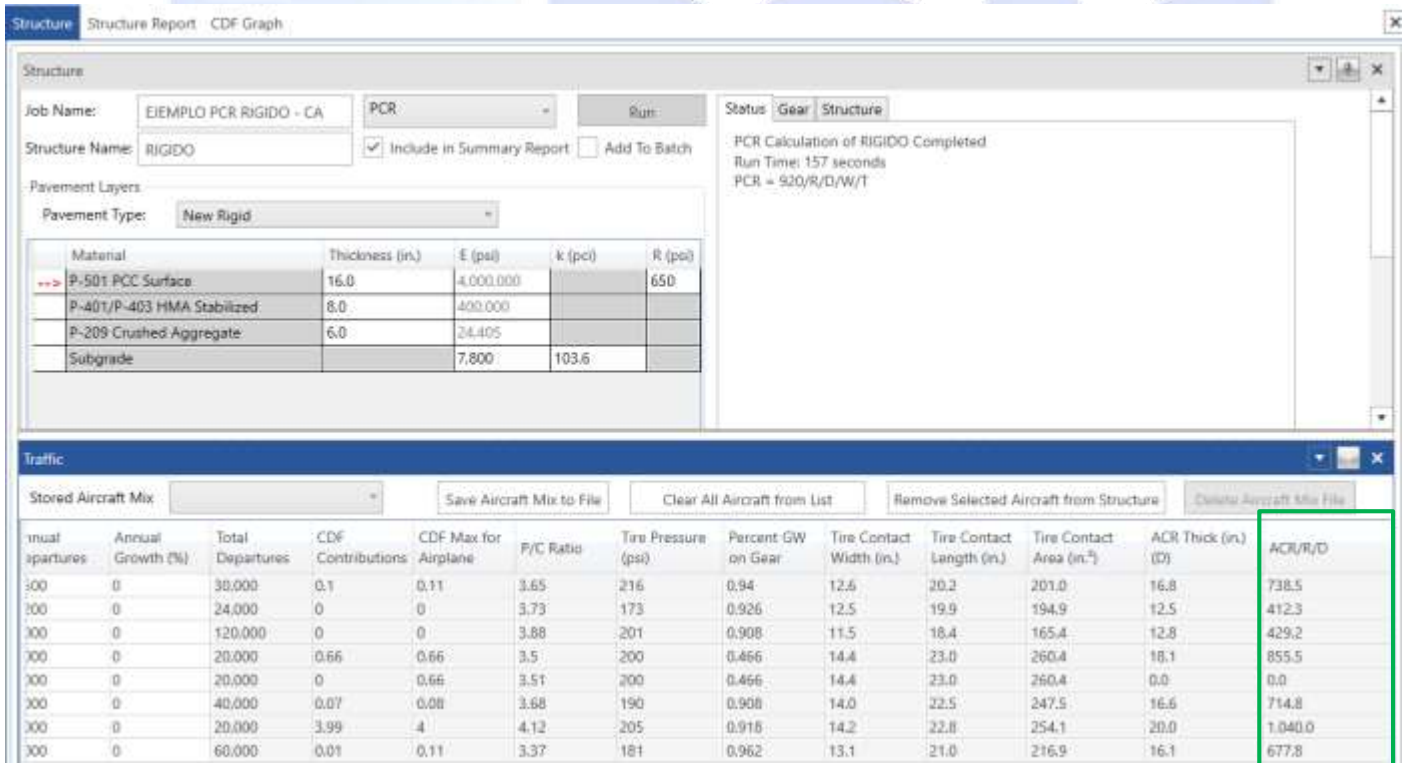 Structure Structure Report CDF Graph
Structure
Job Name: EJEMPLO PCR RIGIDO - CA PCR Run Status Gear Structure
Structure Name: RIGIDO Include in Summary Report Add To Batch
PCR Calculation of RIGIDO Completed
Run Time: 157 seconds
PCR = 920/R/D/W/T
Pavement Layers
Pavement Type: New Rigid
Material Thickness (in.) E (psi) k (pci) R (psi)
--> P-501 PCC Surface 16.0 4.000.000 650
P-401/P-403 HMA Stabilized 8.0 400.000
P-209 Crushed Aggregate 6.0 24.405
Subgrade 7.800 103.6
Traffic
Stored Aircraft Mix Save Aircraft Mix to File Clear All Aircraft from List Remove Selected Aircraft from Structure Delete Aircraft Mix File
nnual Annual Total CDF CDF Max for P/C Ratio Tire Pressure Percent GW Tire Contact Tire Contact Tire Contact ACR Thick (in.) ACR/R/D
epartures Growth (%) Departures Contributions Airplane (psi) on Gear Width (in.) Length (in.) Area (in.²) (D)
500 0 30.000 0.1 0.11 3.65 216 0.94 12.6 20.2 201.0 16.8 738.5
200 0 24.000 0 0 3.73 173 0.926 12.5 19.9 194.9 12.5 412.3
000 0 120.000 0 0 3.88 201 0.908 11.5 18.4 165.4 12.8 429.2
000 0 20.000 0.66 0.66 3.5 200 0.466 14.4 23.0 260.4 18.1 855.5
000 0 20.000 0 0.66 3.51 200 0.466 14.4 23.0 260.4 0.0 0.0
000 0 40.000 0.07 0.08 3.68 190 0.908 14.0 22.5 247.5 16.6 714.8
000 0 20.000 3.99 4 4.12 205 0.918 14.2 22.8 254.1 20.0 1.040.0
000 0 60.000 0.01 0.11 3.37 181 0.962 13.1 21.0 216.9 16.1 677.8